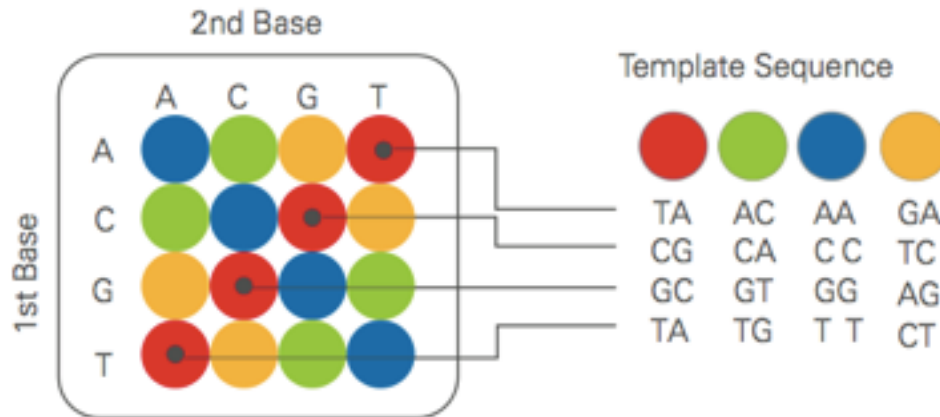 2nd Base
A C G T
A
C
G
T
1st Base
Template Sequence
TA AC AA GA
CG CA C C TC
GC GT GG AG
TA TG T T CT